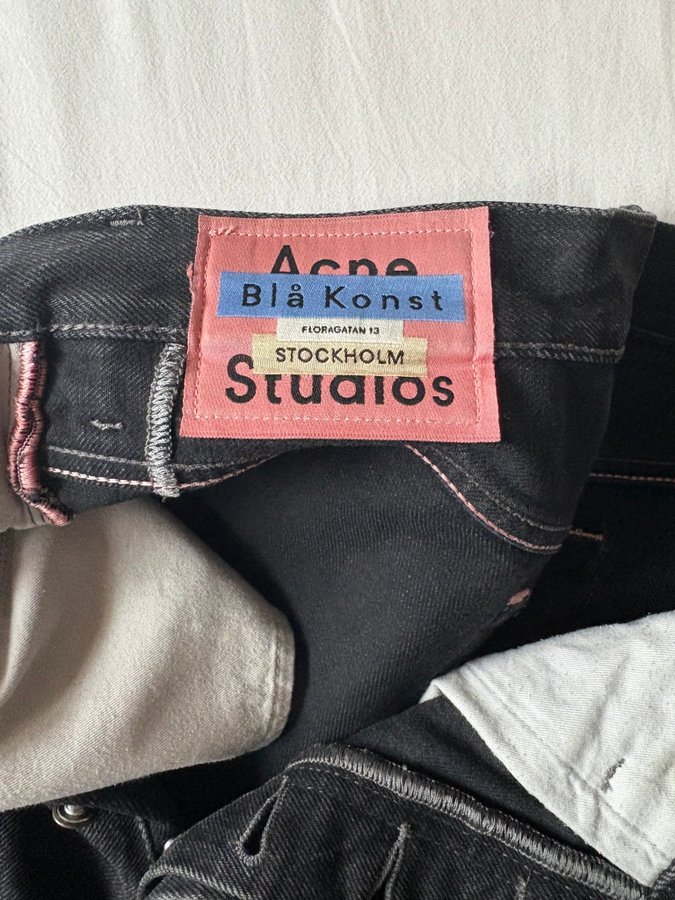 Acne
Blå Konst
FLORAGATAN 13
STOCKHOLM
Studios